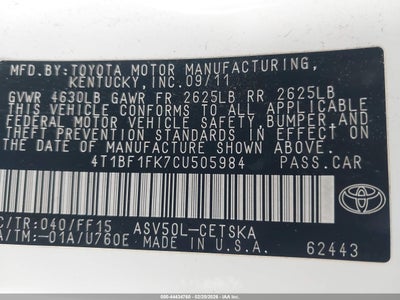 MFD.BY:TOYOTA MOTOR MANUFACTURING,
KENTUCKY,INC. 09/11
GVWR 4630LB GAWR FR 2625LB RR 2625LB
THIS VEHICLE CONFORMS TO ALL APPLICABLE
FEDERAL MOTOR VEHICLE SAFETY, BUMPER, AND
THEFT PREVENTION STANDARDS IN EFFECT ON
THE DATE OF MANUFACTURE SHOWN ABOVE.
4T1BF1FK7CU505984 PASS.CAR
C/TR:040/FF15 ASV50L-CETSKA
A/TM:-01A/U760E MADE IN U.S.A. 62443
TOYOTA